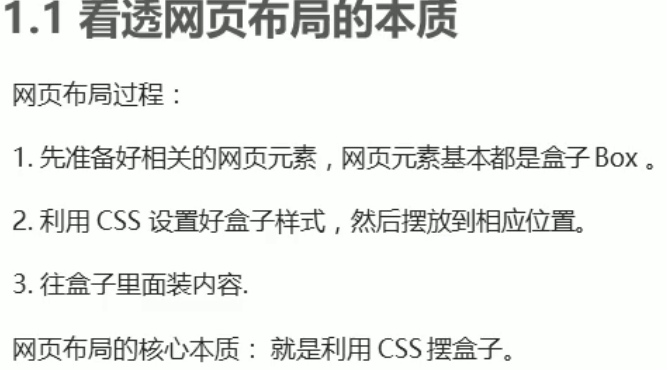 1.1 看透网页布局的本质
网页布局过程：
1. 先准备好相关的网页元素，网页元素基本都是盒子 Box 。
2. 利用 CSS 设置好盒子样式，然后摆放到相应位置。
3. 往盒子里面装内容.
网页布局的核心本质： 就是利用 CSS 摆盒子。